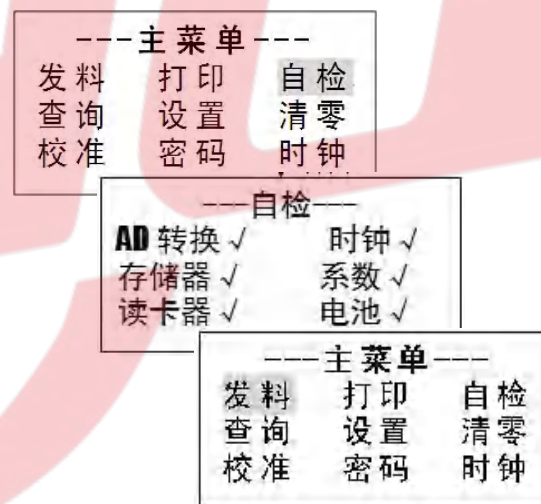 ---主菜单---
发料 打印 自检
查询 设置 清零
校准 密码 时钟
---自检---
AD 转换√ 时钟√
存储器√ 系数√
读卡器√ 电池√
---主菜单---
发料 打印 自检
查询 设置 清零
校准 密码 时钟